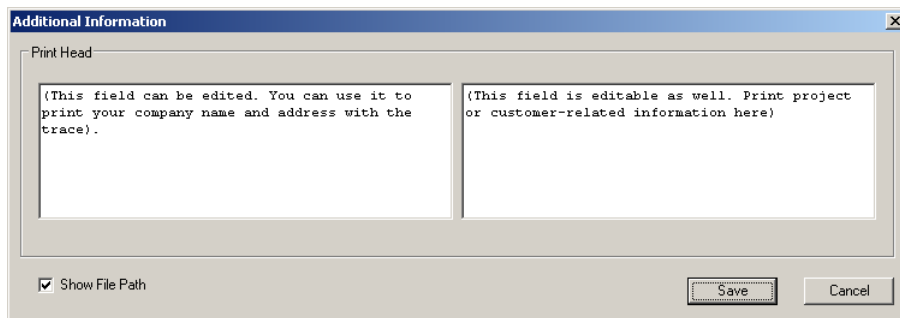 Additional Information
Print Head
(This field can be edited. You can use it to
print your company name and address with the
trace).
(This field is editable as well. Print project
or customer-related information here)
Show File Path
Save
Cancel